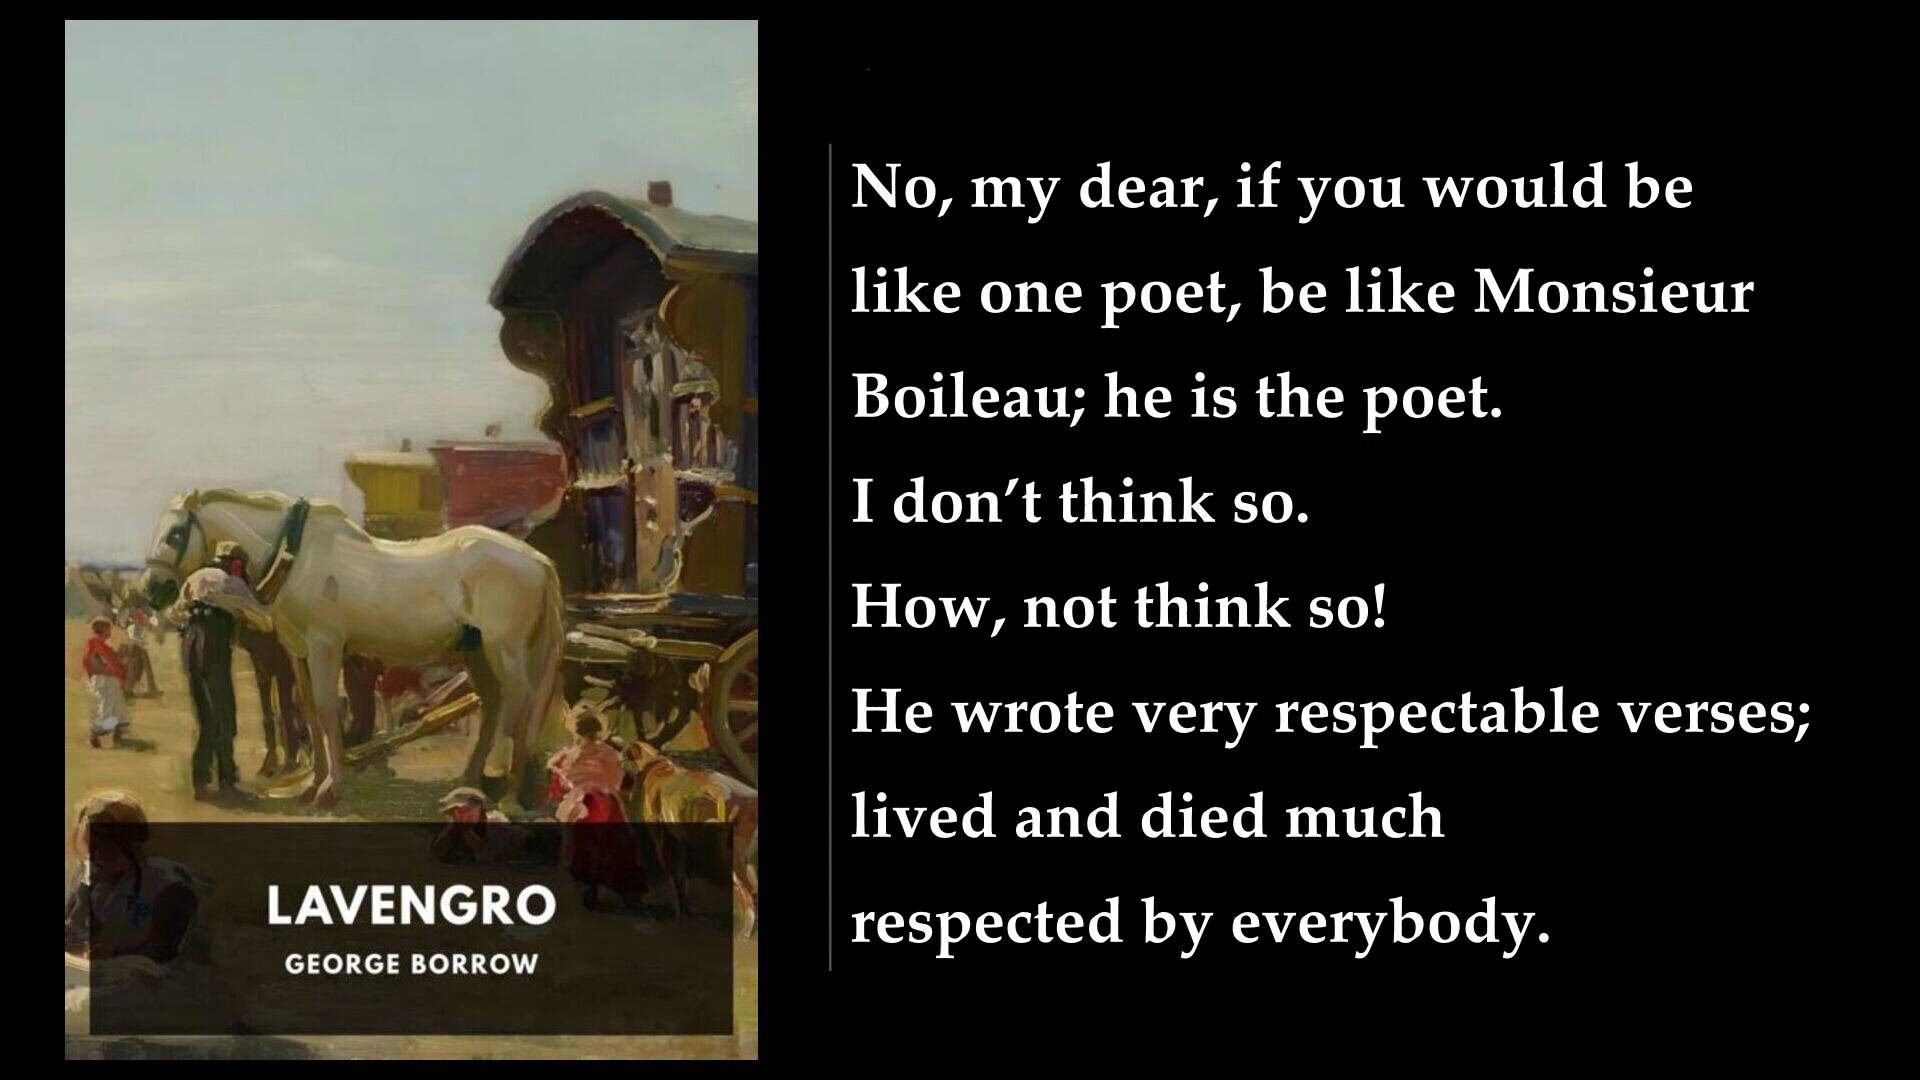 LAVENGRO
GEORGE BORROW
No, my dear, if you would be
like one poet, be like Monsieur
Boileau; he is the poet.
I don’t think so.
How, not think so!
He wrote very respectable verses;
lived and died much
respected by everybody.